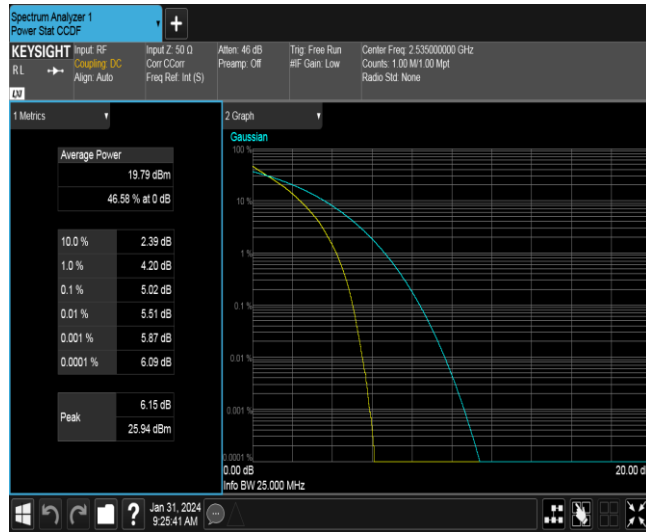 Spectrum Analyzer 1
Power Stat CCDF
+
KEYSIGHT
RL
LXI
Input: RF
Coupling: DC
Align: Auto
Input Z: 50 Ω
Corr CCorr
Freq Ref: Int (S)
Atten: 46 dB
Preamp: Off
Trig: Free Run
#IF Gain: Low
Center Freq: 2.535000000 GHz
Counts: 1.00 M/1.00 Mpt
Radio Std: None
1 Metrics
Average Power
19.79 dBm
46.58 % at 0 dB
10.0 % 2.39 dB
1.0 % 4.20 dB
0.1 % 5.02 dB
0.01 % 5.51 dB
0.001 % 5.87 dB
0.0001 % 6.09 dB
Peak
6.15 dB
25.94 dBm
2 Graph
Gaussian
100 %
10 %
1 %
0.1 %
0.01 %
0.001 %
0.0001 %
0.00 dB
20.00 d
Info BW 25.000 MHz
?
Jan 31, 2024
9:25:41 AM